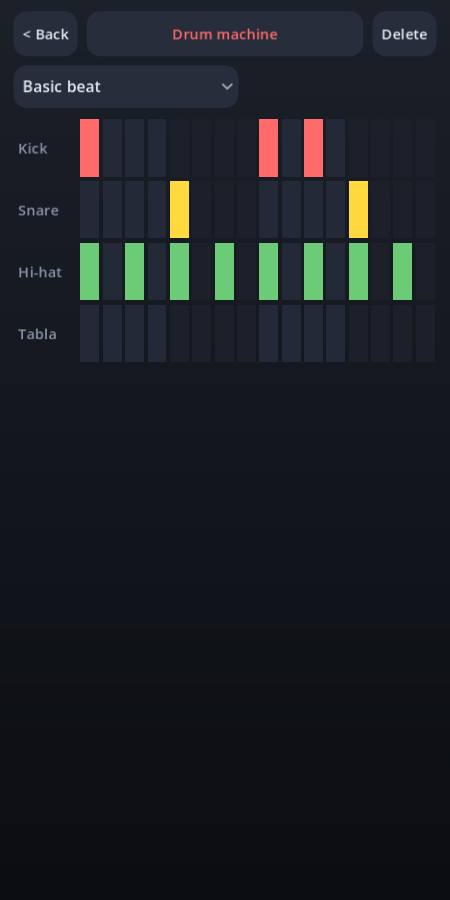 < Back
Drum machine
Delete
Basic beat
Kick
Snare
Hi-hat
Tabla